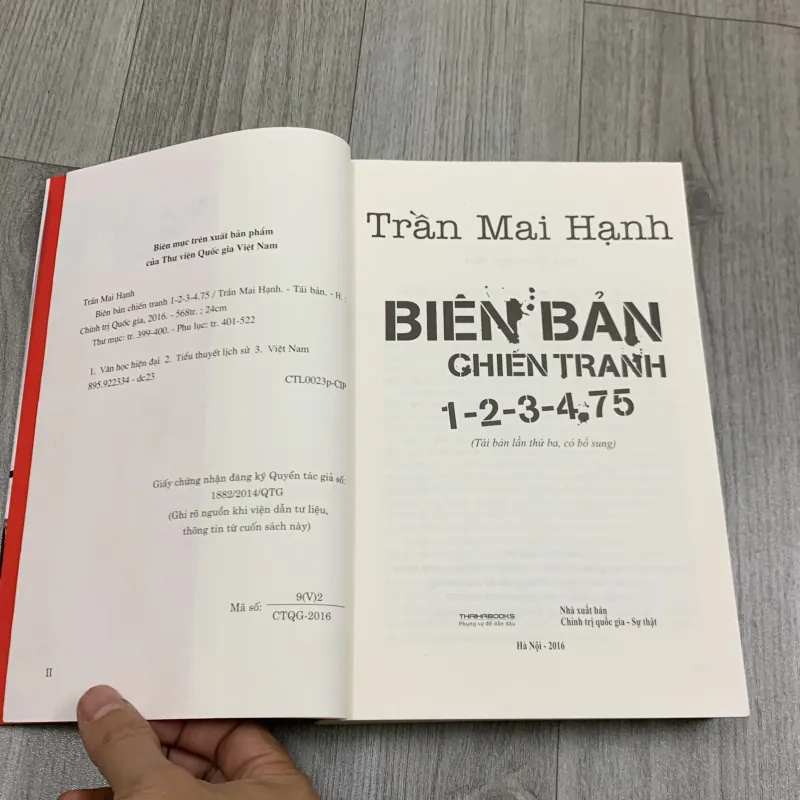 Biên mục trên xuất bản phẩm
của Thư viện Quốc gia Việt Nam
Trần Mai Hạnh
Biên bản chiến tranh 1-2-3-4.75 / Trần Mai Hạnh. - Tái bản. - H. :
Chính trị Quốc gia, 2016. - 568tr. ; 24cm
Thư mục: tr. 399-400. - Phụ lục: tr. 401-522
1. Văn học hiện đại 2. Tiểu thuyết lịch sử 3. Việt Nam
895.922334 - dc23
CTL0023p-CIP
Giấy chứng nhận đăng ký Quyền tác giả số:
1882/2014/QTG
(Ghi rõ nguồn khi viện dẫn tư liệu,
thông tin từ cuốn sách này)
Mã số: 9(V)2
CTQG-2016
II
Trần Mai Hạnh
BIÊN BẢN
CHIẾN TRANH
1-2-3-4.75
(Tái bản lần thứ ba, có bổ sung)
THAIHABOOKS
Phụng sự để dẫn đầu
Nhà xuất bản
Chính trị quốc gia - Sự thật
Hà Nội - 2016